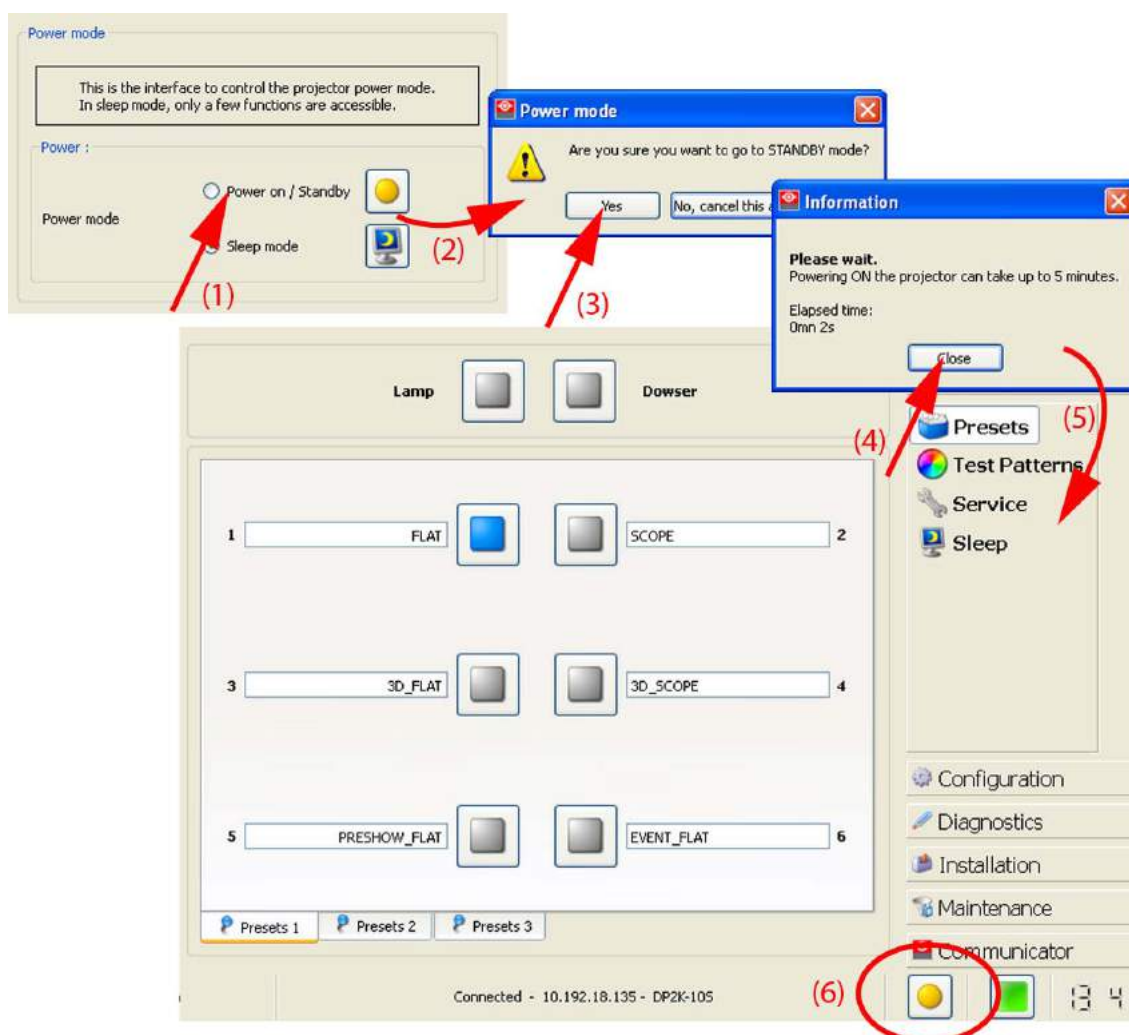 Power mode
This is the interface to control the projector power mode.
In sleep mode, only a few functions are accessible.
Power :
Power on / Standby
Power mode
Sleep mode
(1)
(2)
Power mode
Are you sure you want to go to STANDBY mode?
Yes
No, cancel this
(3)
Information
Please wait.
Powering ON the projector can take up to 5 minutes.
Elapsed time:
0mn 2s
Close
(4)
(5)
Lamp
Dowser
1 FLAT
SCOPE 2
3 3D_FLAT
3D_SCOPE 4
5 PRESHOW_FLAT
EVENT_FLAT 6
Presets 1
Presets 2
Presets 3
Presets
Test Patterns
Service
Sleep
Configuration
Diagnostics
Installation
Maintenance
Communicator
Connected - 10.192.18.135 - DP2K-105
(6)
13 4